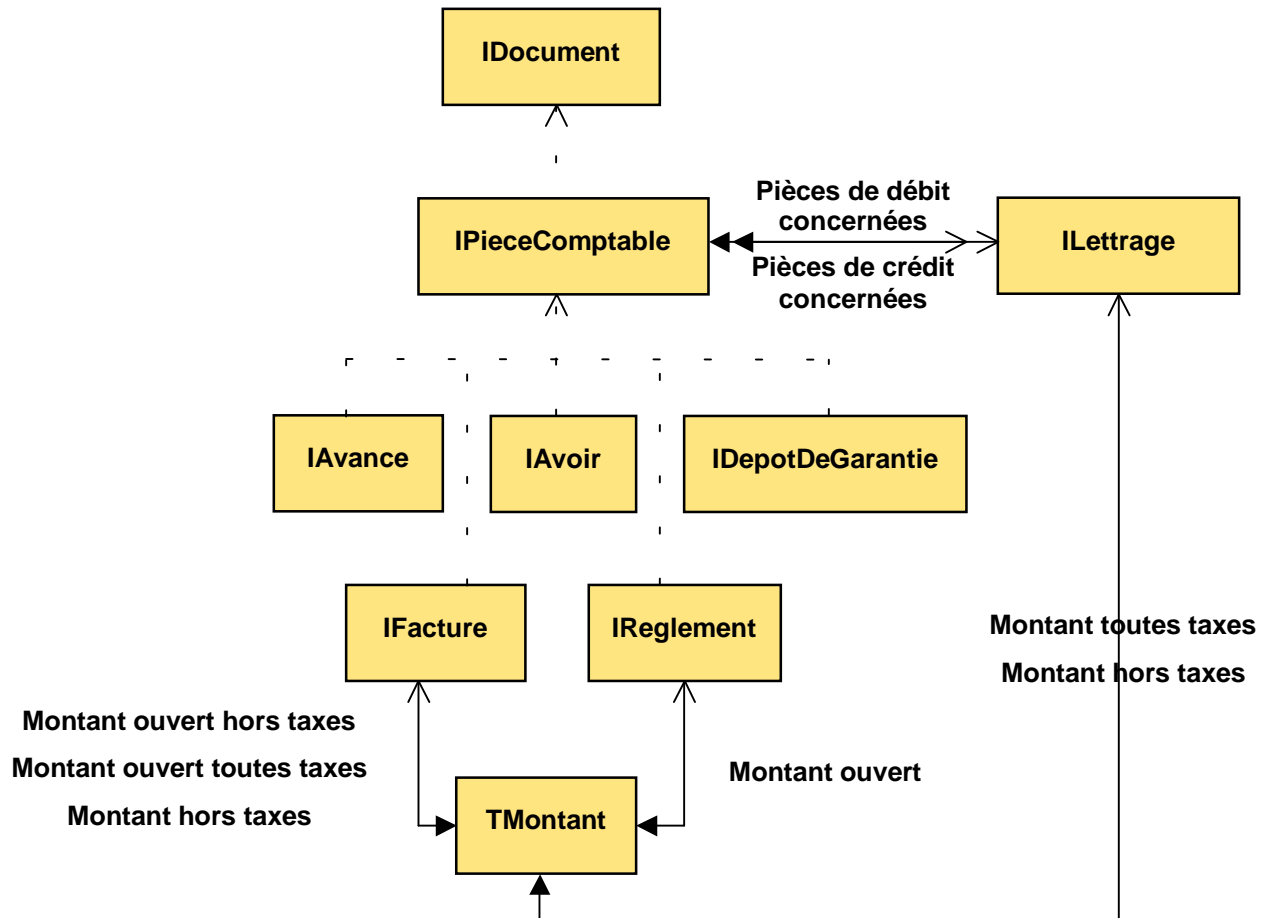 IDocument
Pièces de débit
concernées
IPieceComptable
ILettrage
Pièces de crédit
concernées
IAvance
IAvoir
IDepotDeGarantie
IFacture
IReglement
Montant toutes taxes
Montant hors taxes
Montant ouvert hors taxes
Montant ouvert toutes taxes
Montant hors taxes
Montant ouvert
TMontant